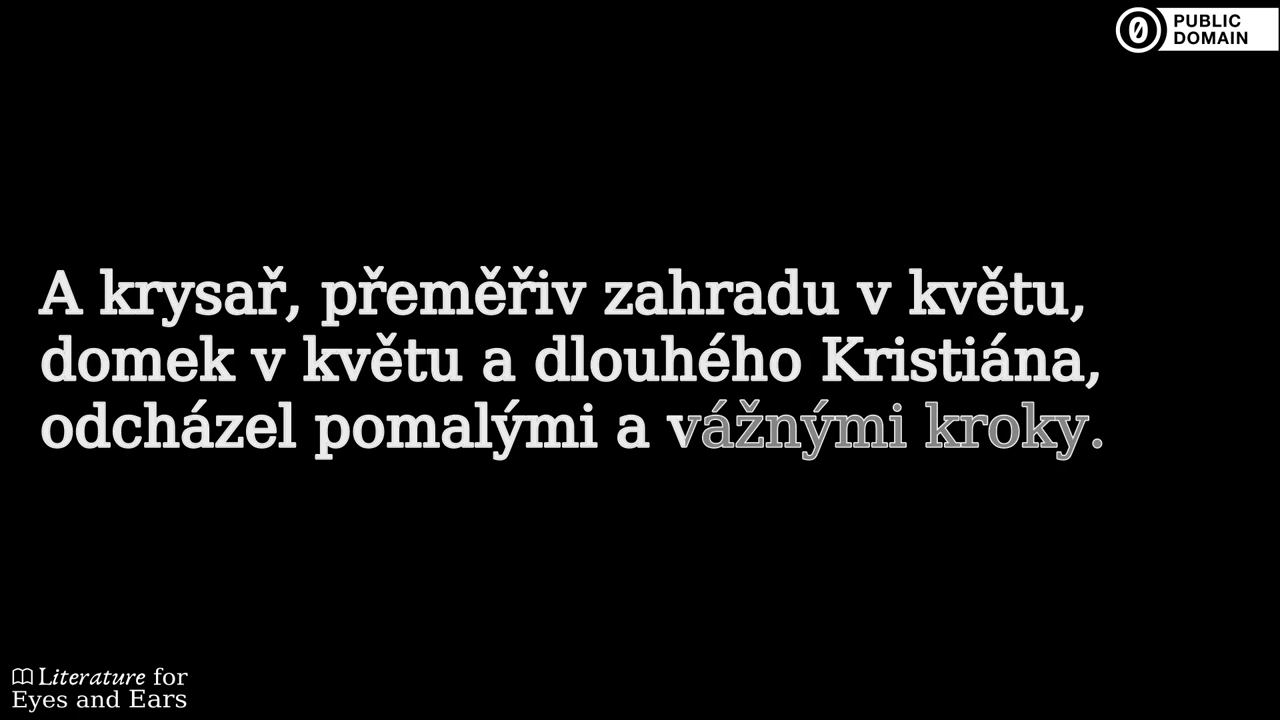 PUBLIC
DOMAIN
A krysař, přeměřiv zahradu v květu,
domek v květu a dlouhého Kristiána,
odcházel pomalými a vážnými kroky.
Literature for
Eyes and Ears